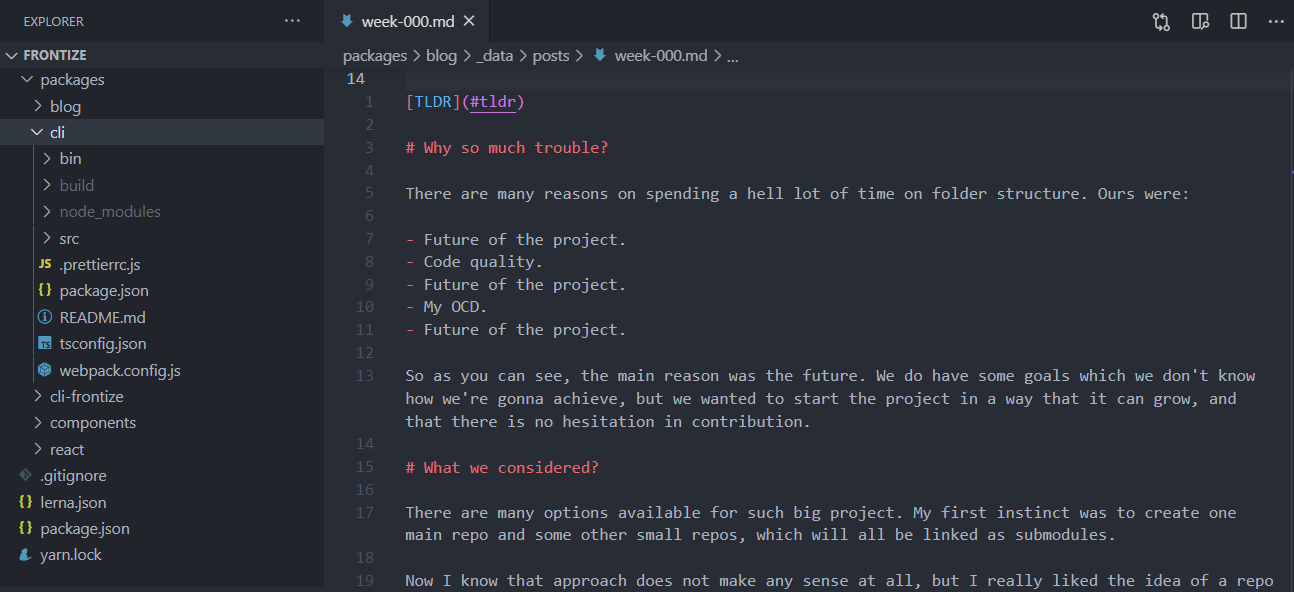 EXPLORER
FRONTIZE
packages
blog
cli
bin
build
node_modules
src
JS .prettierrc.js
{} package.json
README.md
TS tsconfig.json
webpack.config.js
cli-frontize
components
react
.gitignore
{} lerna.json
{} package.json
yarn.lock
week-000.md
packages > blog > _data > posts > week-000.md > ...
14
1 [TLDR](#tldr)
2
3 # Why so much trouble?
4
5 There are many reasons on spending a hell lot of time on folder structure. Ours were:
6
7 - Future of the project.
8 - Code quality.
9 - Future of the project.
10 - My OCD.
11 - Future of the project.
12
13 So as you can see, the main reason was the future. We do have some goals which we don't know
how we're gonna achieve, but we wanted to start the project in a way that it can grow, and
that there is no hesitation in contribution.
14
15 # What we considered?
16
17 There are many options available for such big project. My first instinct was to create one
main repo and some other small repos, which will all be linked as submodules.
18
19 Now I know that approach does not make any sense at all, but I really liked the idea of a repo